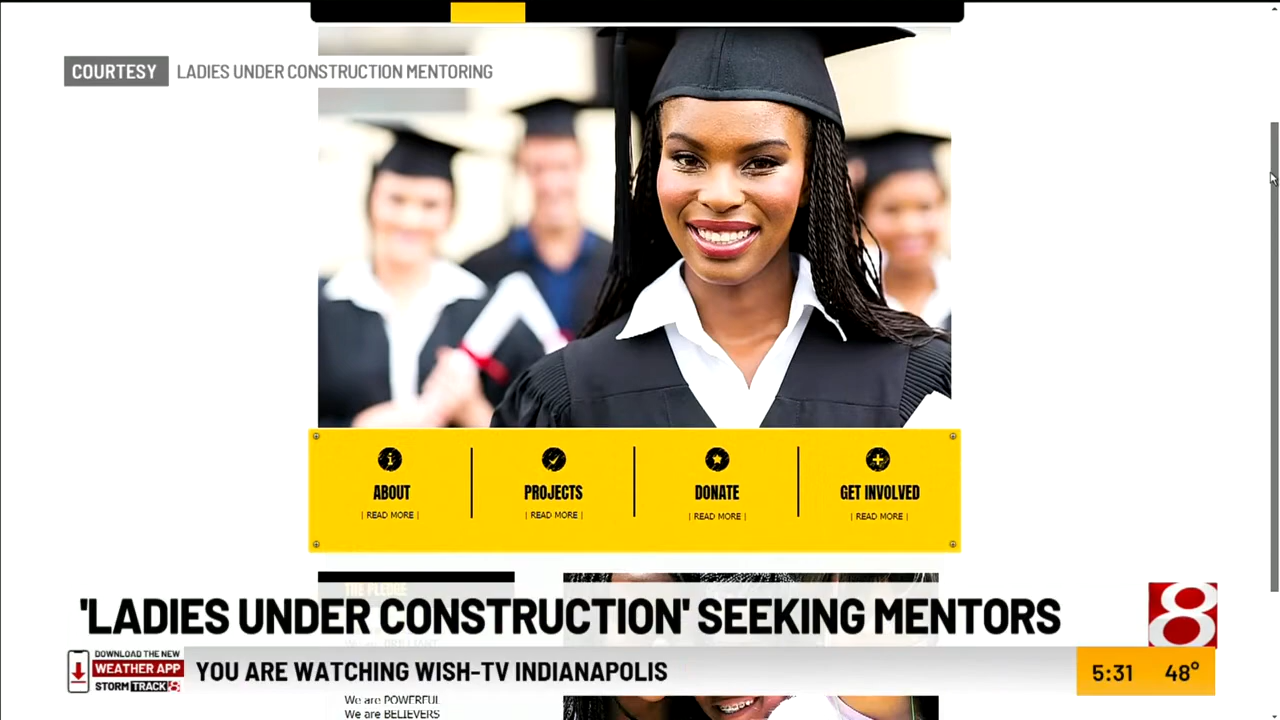 COURTESY LADIES UNDER CONSTRUCTION MENTORING
ABOUT PROJECTS DONATE GET INVOLVED
| READ MORE | | READ MORE | | READ MORE | | READ MORE |
THE PLEDGE
'LADIES UNDER CONSTRUCTION' SEEKING MENTORS
8
DOWNLOAD THE NEW
WEATHER APP
STORM TRACK 8
YOU ARE WATCHING WISH-TV INDIANAPOLIS
5:31 48°
We are POWERFUL
We are BELIEVERS